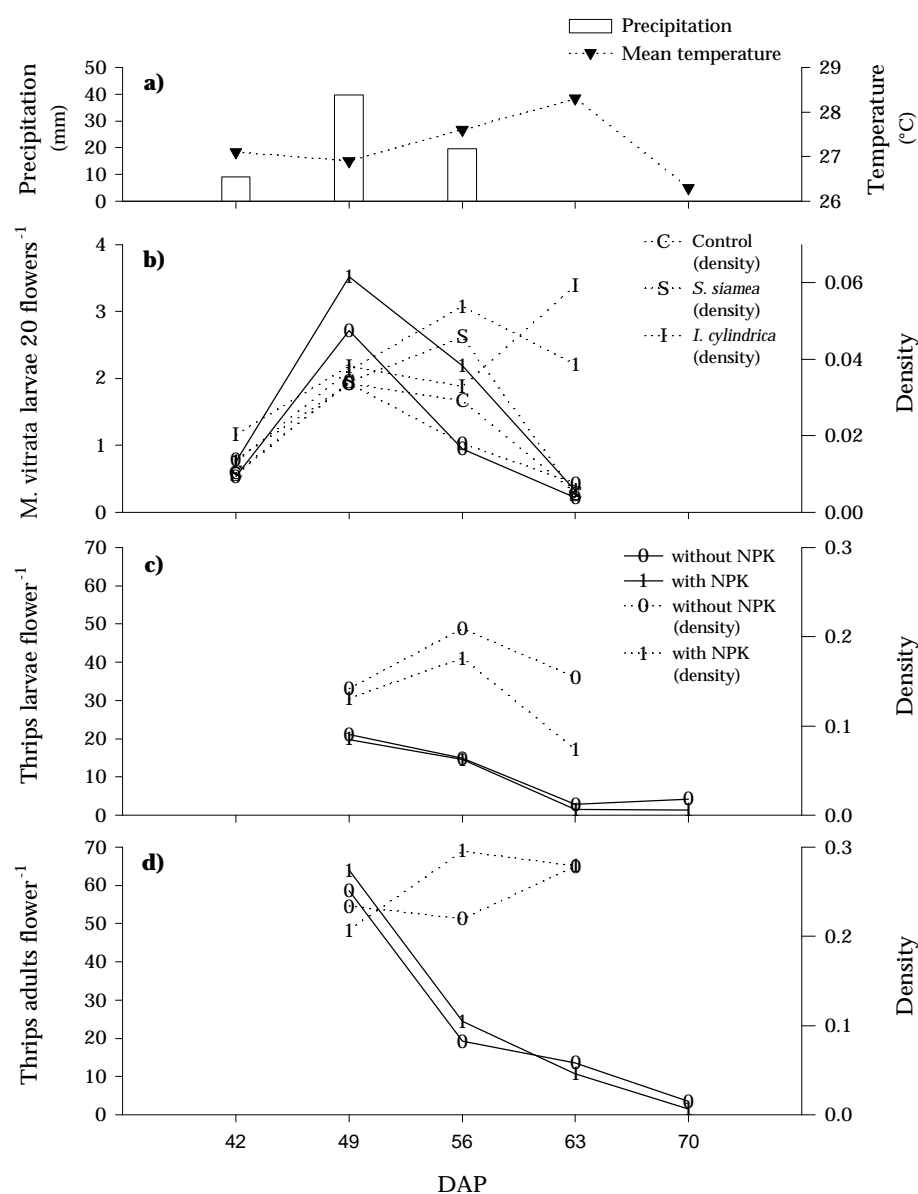 Precipitation
Mean temperature
a)
Precipitation
(mm)
50
40
30
20
10
0
29
28
27
26
Temperature
(°C)
b)
M. vitrata larvae 20 flowers-1
4
3
2
1
0
C Control
(density)
S S. siamea
(density)
I I. cylindrica
(density)
0.06
0.04
0.02
0.00
Density
c)
Thrips larvae flower-1
70
60
50
40
30
20
10
0
0 without NPK
1 with NPK
0 without NPK
(density)
1 with NPK
(density)
0.3
0.2
0.1
0.0
Density
d)
Thrips adults flower-1
70
60
50
40
30
20
10
0
0.3
0.2
0.1
0.0
Density
42 49 56 63 70
DAP